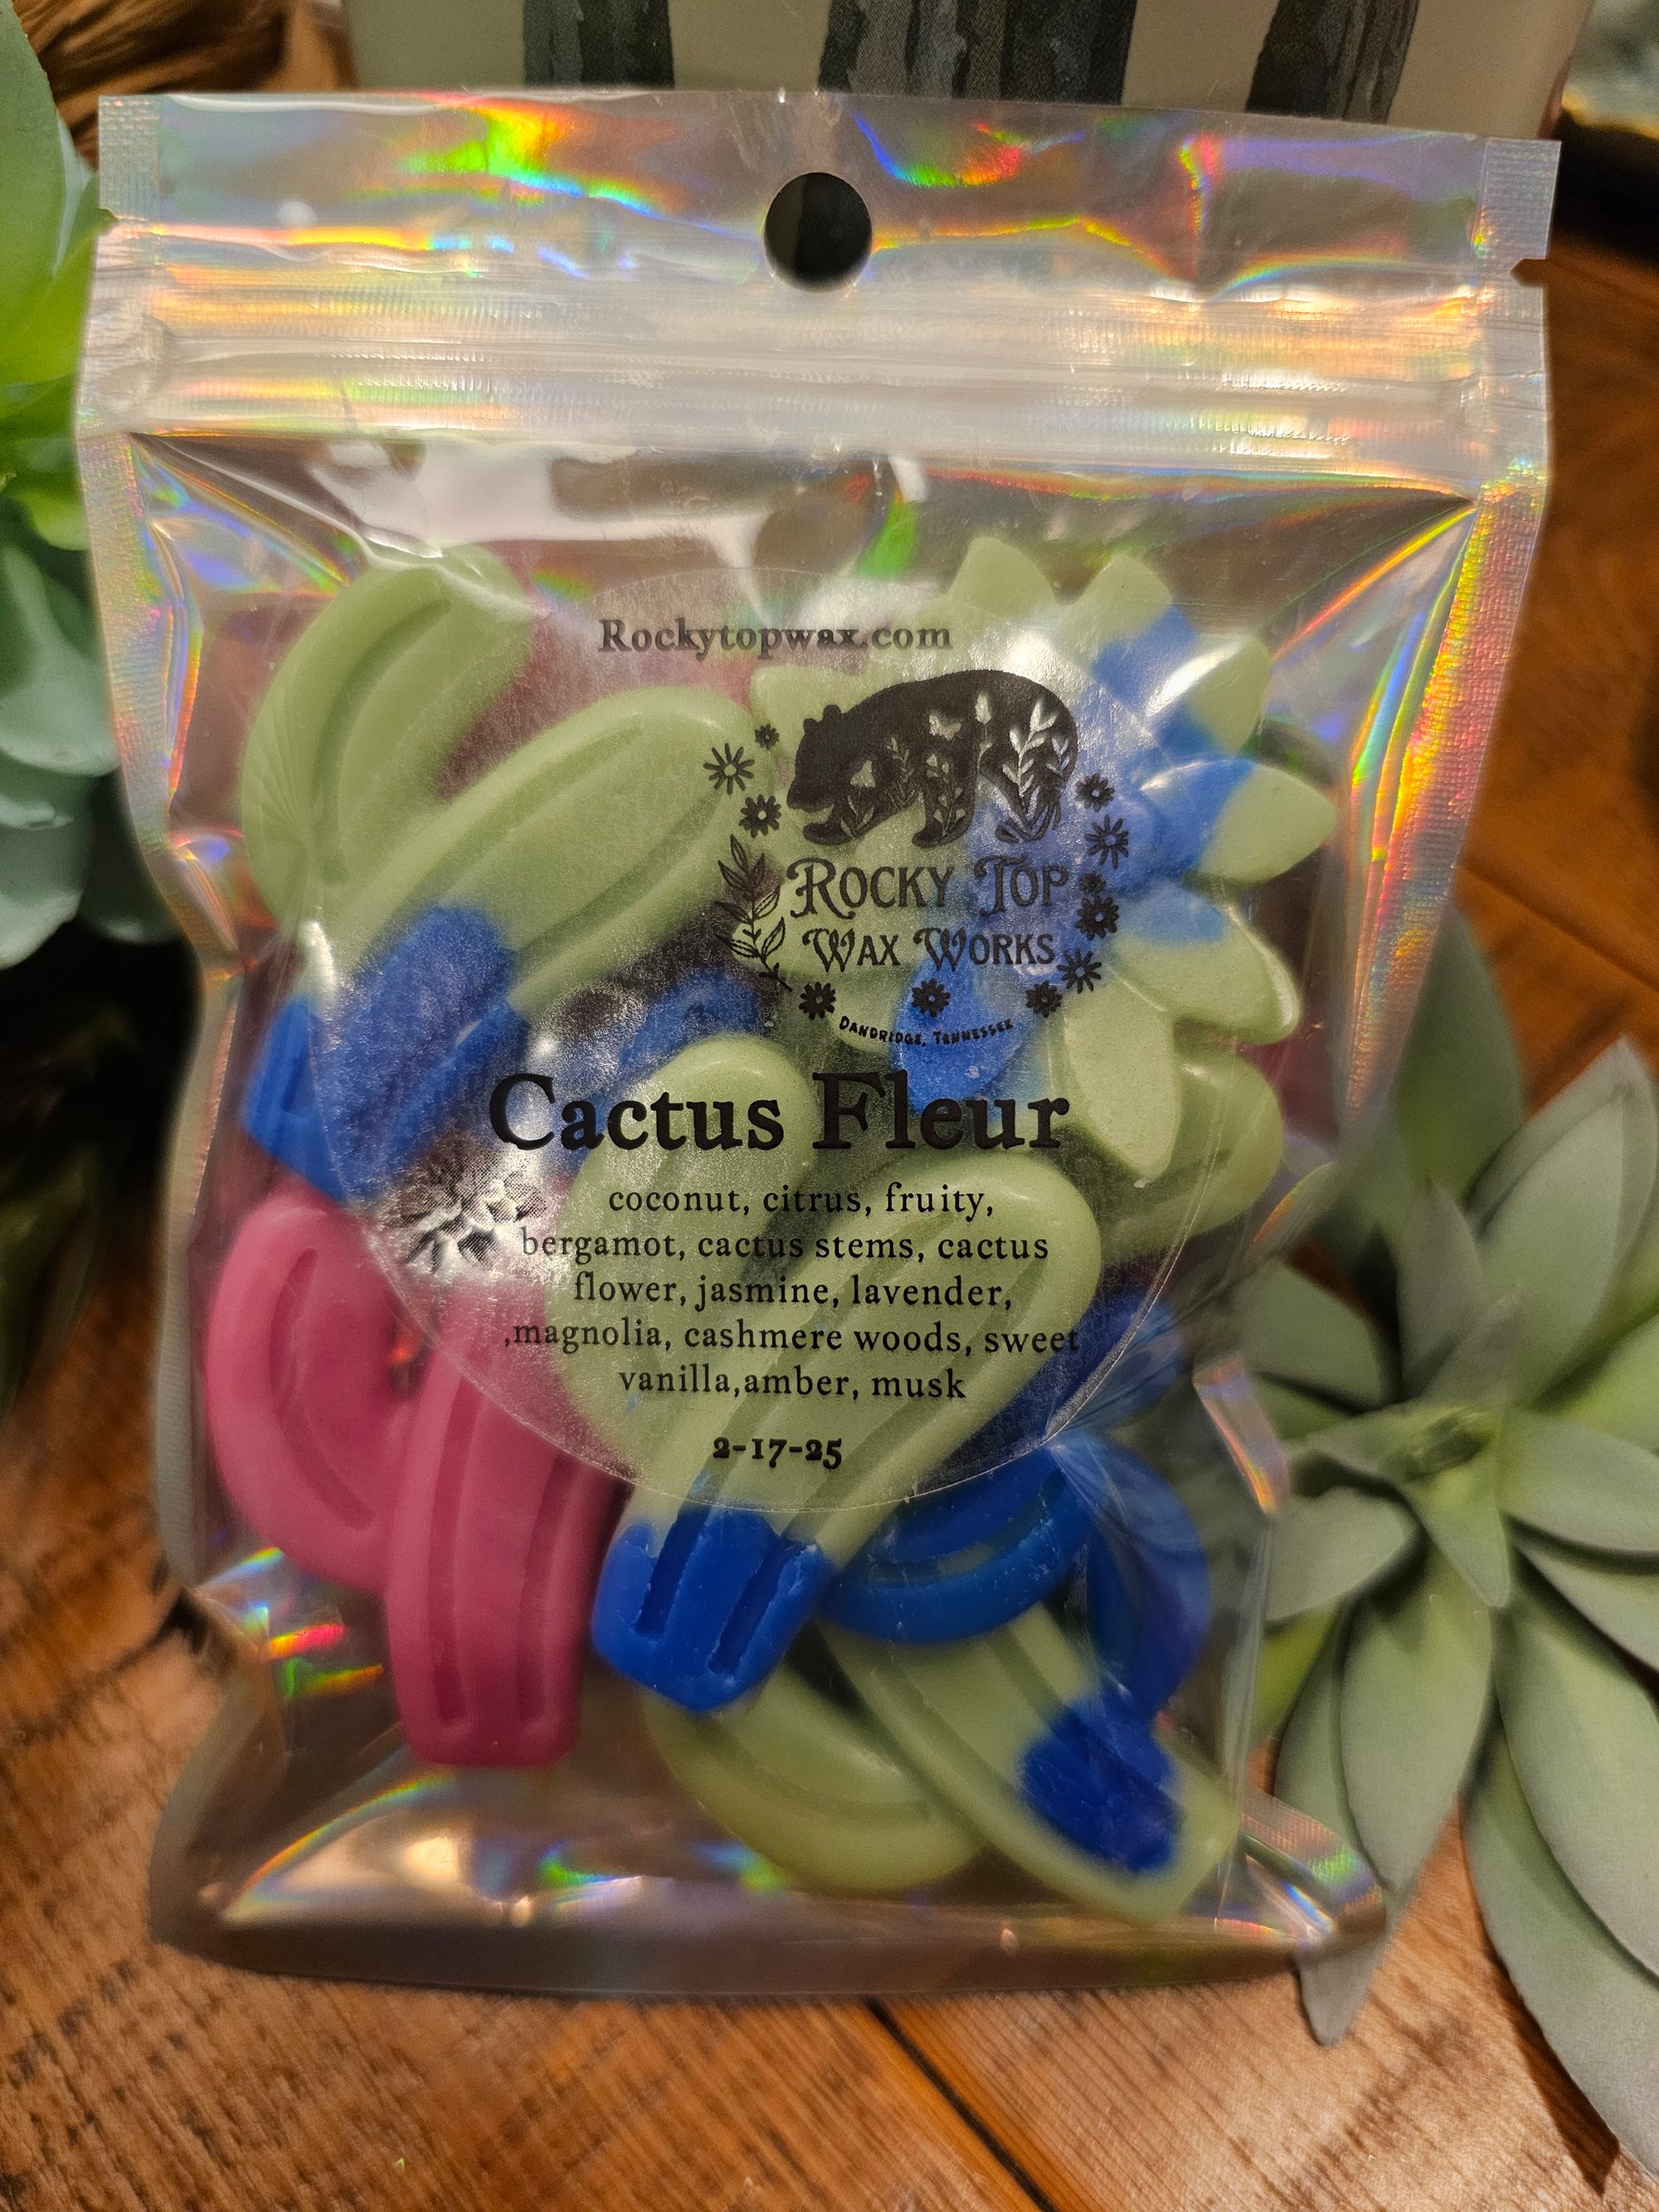 Rockytopwax.com
ROCKY TOP
WAX WORKS
DANDRIDGE, TENNESSEE
Cactus Fleur
coconut, citrus, fruity,
bergamot, cactus stems, cactus
flower, jasmine, lavender,
,magnolia, cashmere woods, sweet
vanilla,amber, musk
2-17-25